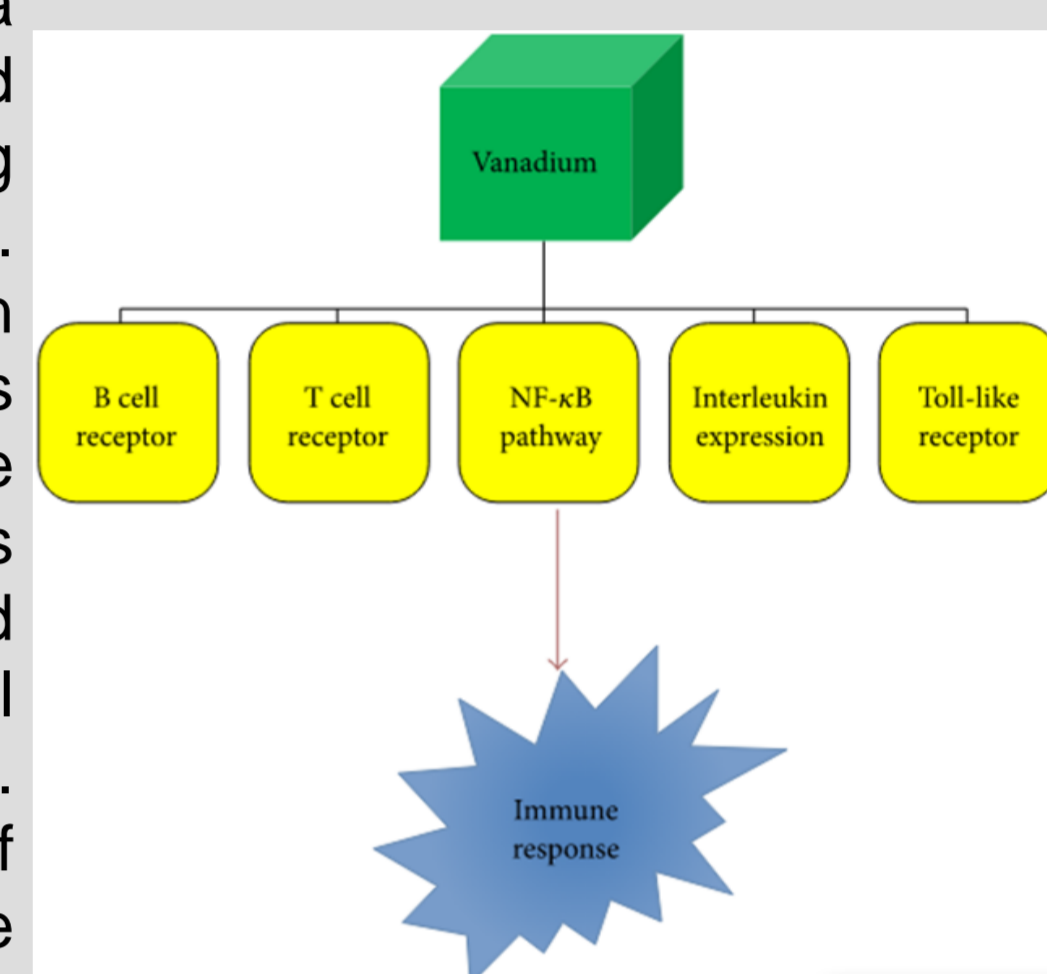 a
d
g
.
n
s
e
s
d
l
.
f
e
Vanadium
B cell
receptor
T cell
receptor
NF-κB
pathway
Interleukin
expression
Toll-like
receptor
Immune
response